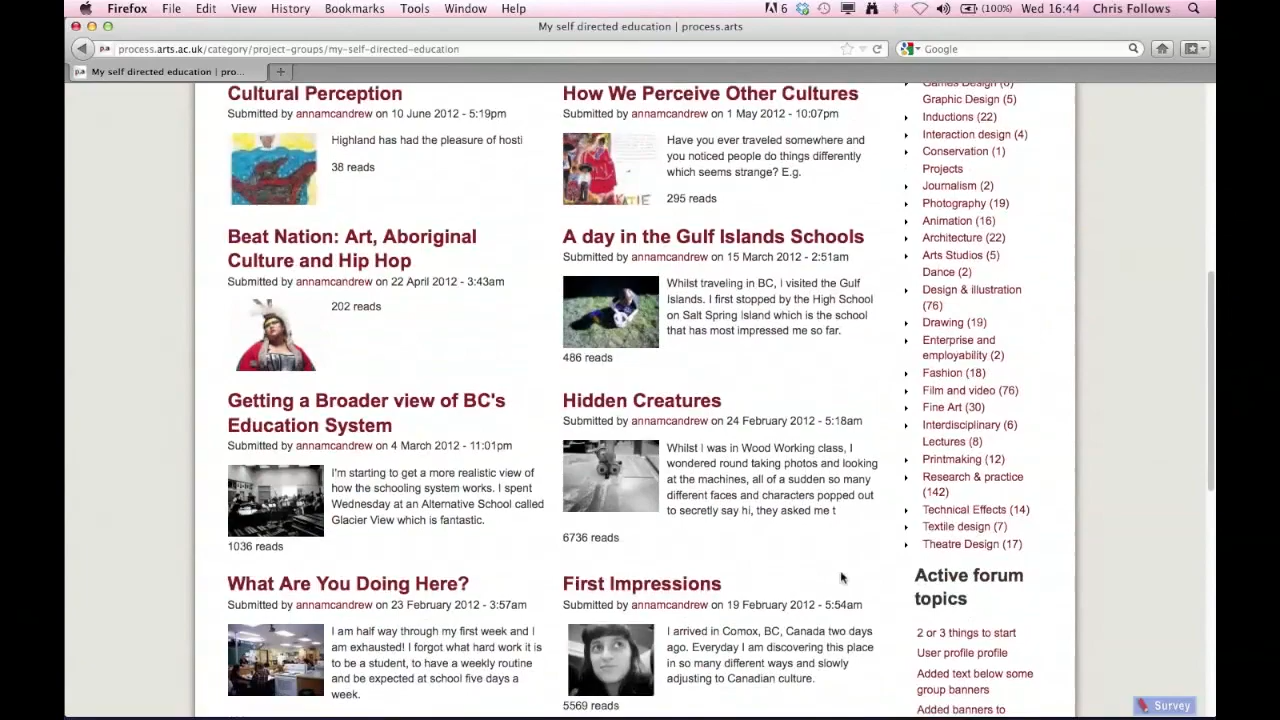 Firefox File Edit View History Bookmarks Tools Window Help 6 (100%) Wed 16:44 Chris Follows
My self directed education | process.arts
process.arts.ac.uk/category/project-groups/my-self-directed-education
Google
My self directed education | pro...
Cultural Perception
Submitted by annamcandrew on 10 June 2012 - 5:19pm
Highland has had the pleasure of hosti
38 reads
How We Perceive Other Cultures
Submitted by annamcandrew on 1 May 2012 - 10:07pm
Have you ever traveled somewhere and
you noticed people do things differently
which seems strange? E.g.
KATIE
295 reads
Beat Nation: Art, Aboriginal
Culture and Hip Hop
Submitted by annamcandrew on 22 April 2012 - 3:43am
202 reads
A day in the Gulf Islands Schools
Submitted by annamcandrew on 15 March 2012 - 2:51am
Whilst traveling in BC, I visited the Gulf
Islands. I first stopped by the High School
on Salt Spring Island which is the school
that has most impressed me so far.
486 reads
Getting a Broader view of BC's
Education System
Submitted by annamcandrew on 4 March 2012 - 11:01pm
I'm starting to get a more realistic view of
how the schooling system works. I spent
Wednesday at an Alternative School called
Glacier View which is fantastic.
1036 reads
Hidden Creatures
Submitted by annamcandrew on 24 February 2012 - 5:18am
Whilst I was in Wood Working class, I
wondered round taking photos and looking
at the machines, all of a sudden so many
different faces and characters popped out
to secretly say hi, they asked me t
6736 reads
What Are You Doing Here?
Submitted by annamcandrew on 23 February 2012 - 3:57am
I am half way through my first week and I
am exhausted! I forgot what hard work it is
to be a student, to have a weekly routine
and be expected at school five days a
week.
First Impressions
Submitted by annamcandrew on 19 February 2012 - 5:54am
I arrived in Comox, BC, Canada two days
ago. Everyday I am discovering this place
in so many different ways and slowly
adjusting to Canadian culture.
5569 reads
Graphic Design (5)
Inductions (22)
Interaction design (4)
Conservation (1)
Projects
Journalism (2)
Photography (19)
Animation (16)
Architecture (22)
Arts Studios (5)
Dance (2)
Design & illustration
(76)
Drawing (19)
Enterprise and
employability (2)
Fashion (18)
Film and video (76)
Fine Art (30)
Interdisciplinary (6)
Lectures (8)
Printmaking (12)
Research & practice
(142)
Technical Effects (14)
Textile design (7)
Theatre Design (17)
Active forum
topics
2 or 3 things to start
User profile profile
Added text below some
group banners
Added banners to
Survey